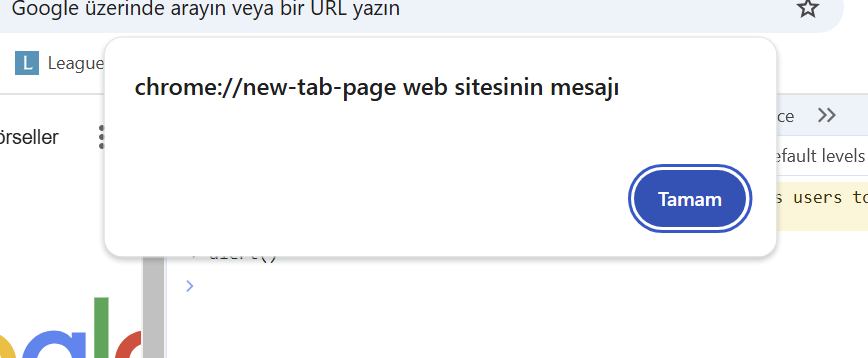 Google üzerinde arayın veya bir URL yazın
L League
chrome://new-tab-page web sitesinin mesajı
örseller
ce
efault levels
Tamam
s users to
alert()